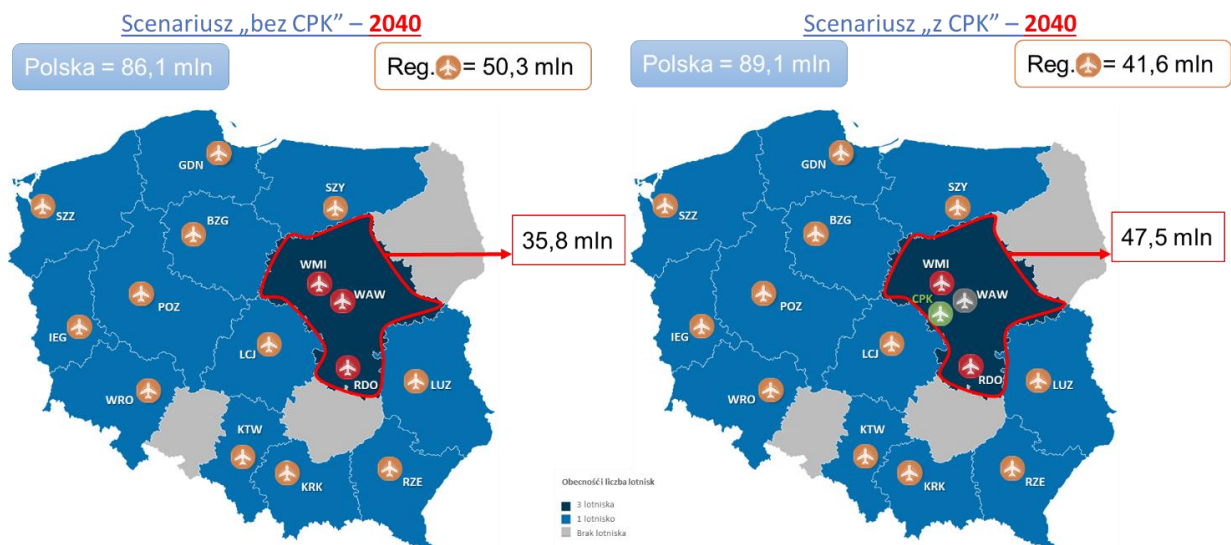 Scenariusz „bez CPK” – 2040
Polska = 86,1 mln
Reg. = 50,3 mln
GDN
SZY
SZZ
BZG
35,8 mln
WMI
WAW
POZ
IEG
LCJ
RDO
LUZ
WRO
KTW
KRK
RZE
Obecność i liczba lotnisk
3 lotniska
1 lotnisko
Brak lotniska
Scenariusz „z CPK” – 2040
Polska = 89,1 mln
Reg. = 41,6 mln
GDN
SZY
SZZ
BZG
47,5 mln
WMI
WAW
CPK
POZ
IEG
LCJ
RDO
LUZ
WRO
KTW
KRK
RZE